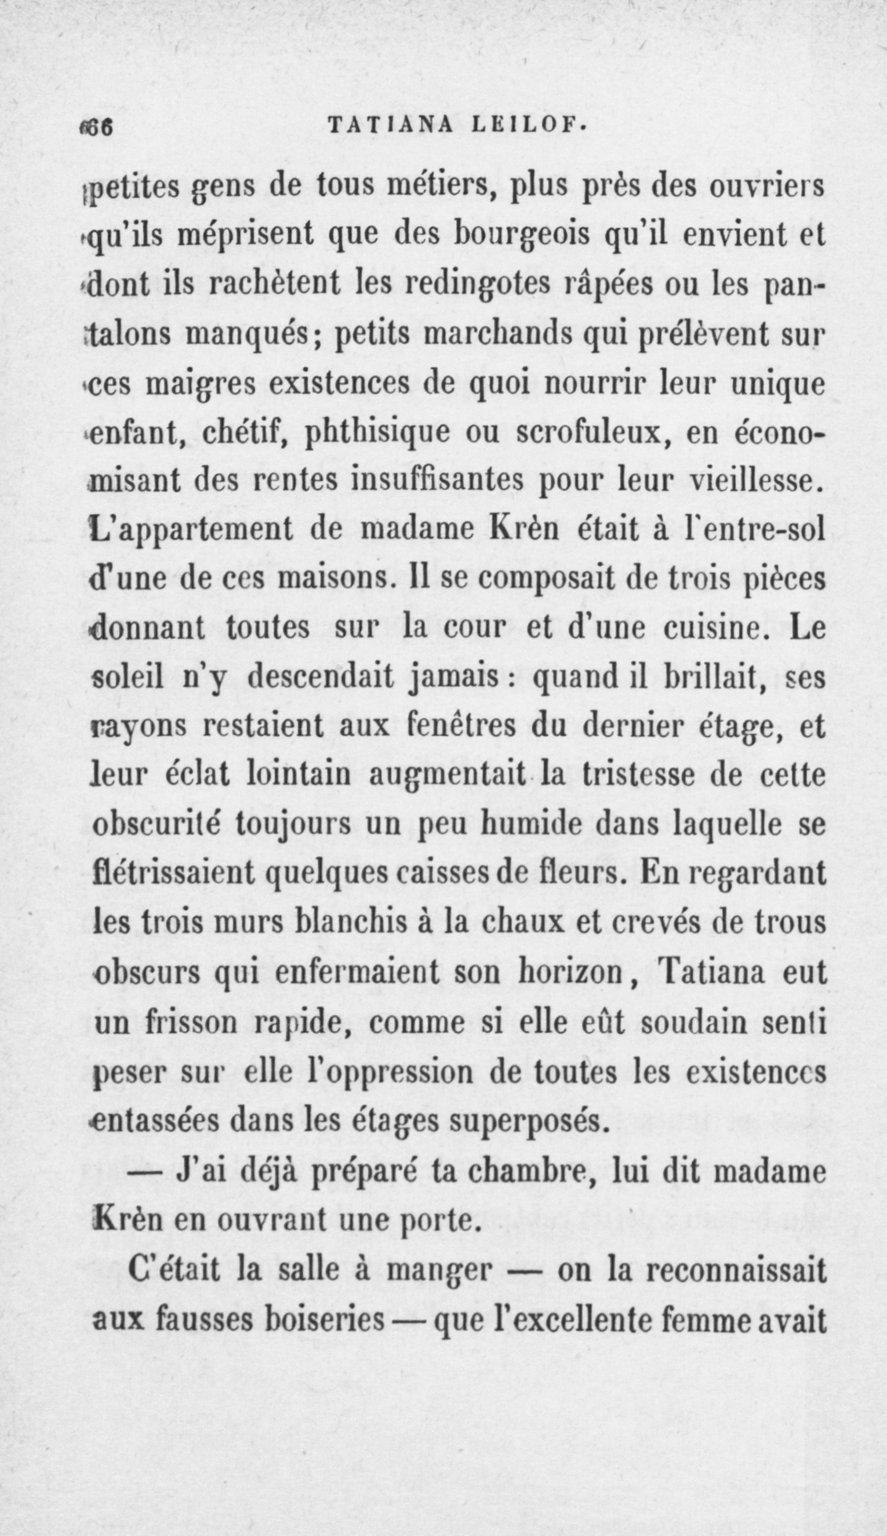 66 TATIANA LEILOF.
petites gens de tous métiers, plus près des ouvriers
qu'ils méprisent que des bourgeois qu'il envient et
dont ils rachètent les redingotes râpées ou les pan-
talons manqués; petits marchands qui prélèvent sur
ces maigres existences de quoi nourrir leur unique
enfant, chétif, phthisique ou scrofuleux, en écono-
misant des rentes insuffisantes pour leur vieillesse.
L'appartement de madame Krèn était à l'entre-sol
d'une de ces maisons. Il se composait de trois pièces
donnant toutes sur la cour et d'une cuisine. Le
soleil n'y descendait jamais : quand il brillait, ses
rayons restaient aux fenêtres du dernier étage, et
leur éclat lointain augmentait la tristesse de cette
obscurité toujours un peu humide dans laquelle se
flétrissaient quelques caisses de fleurs. En regardant
les trois murs blanchis à la chaux et crevés de trous
obscurs qui enfermaient son horizon, Tatiana eut
un frisson rapide, comme si elle eût soudain senti
peser sur elle l'oppression de toutes les existences
entassées dans les étages superposés.
— J'ai déjà préparé ta chambre, lui dit madame
Krèn en ouvrant une porte.
C'était la salle à manger — on la reconnaissait
aux fausses boiseries — que l'excellente femme avait